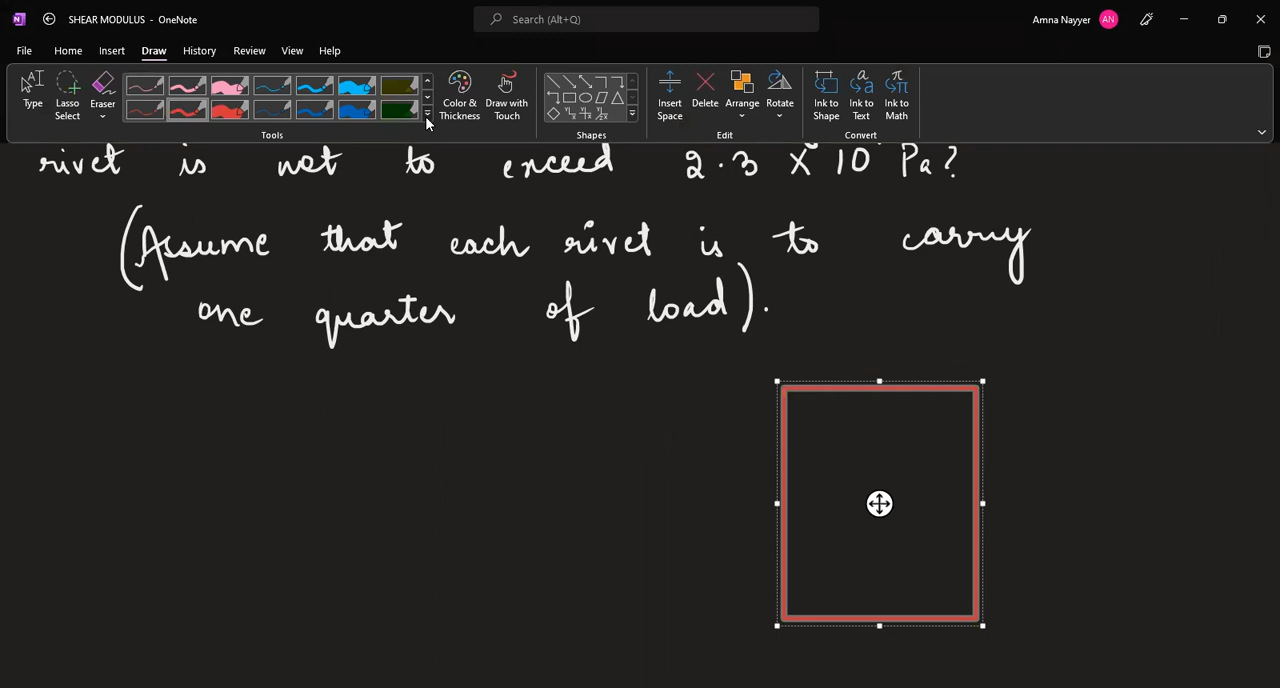 SHEAR MODULUS - OneNote
Search (Alt+Q)
Amna Nayyer AN
File Home Insert Draw History Review View Help
Type
Lasso Select
Eraser
Color & Thickness
Draw with Touch
Insert Space
Delete
Arrange
Rotate
Ink to Shape
Ink to Text
Ink to Math
Tools
Shapes
Edit
Convert
rivet is not to exceed 2.3 X 10 Pa?
(Assume that each rivet is to carry
one quarter of load).